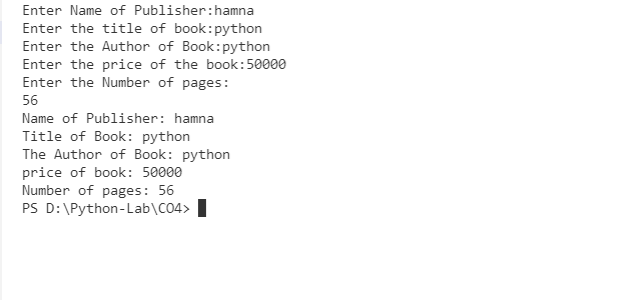 Enter Name of Publisher:hamna
Enter the title of book:python
Enter the Author of Book:python
Enter the price of the book:50000
Enter the Number of pages:
56
Name of Publisher: hamna
Title of Book: python
The Author of Book: python
price of book: 50000
Number of pages: 56
PS D:\Python-Lab\CO4>